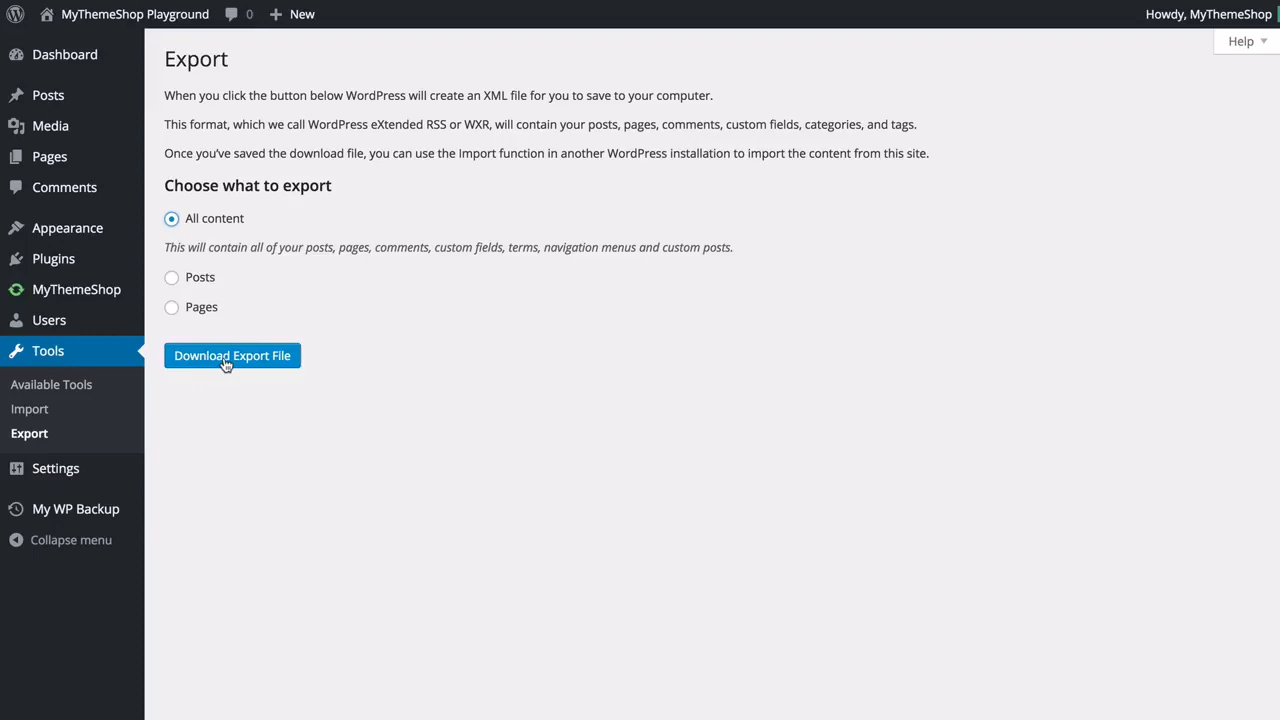 MyThemeShop Playground 0 New Howdy, MyThemeShop
Help
Dashboard
Posts
Media
Pages
Comments
Appearance
Plugins
MyThemeShop
Users
Tools
Available Tools
Import
Export
Settings
My WP Backup
Collapse menu
Export
When you click the button below WordPress will create an XML file for you to save to your computer.
This format, which we call WordPress eXtended RSS or WXR, will contain your posts, pages, comments, custom fields, categories, and tags.
Once you've saved the download file, you can use the Import function in another WordPress installation to import the content from this site.
Choose what to export
All content
This will contain all of your posts, pages, comments, custom fields, terms, navigation menus and custom posts.
Posts
Pages
Download Export File